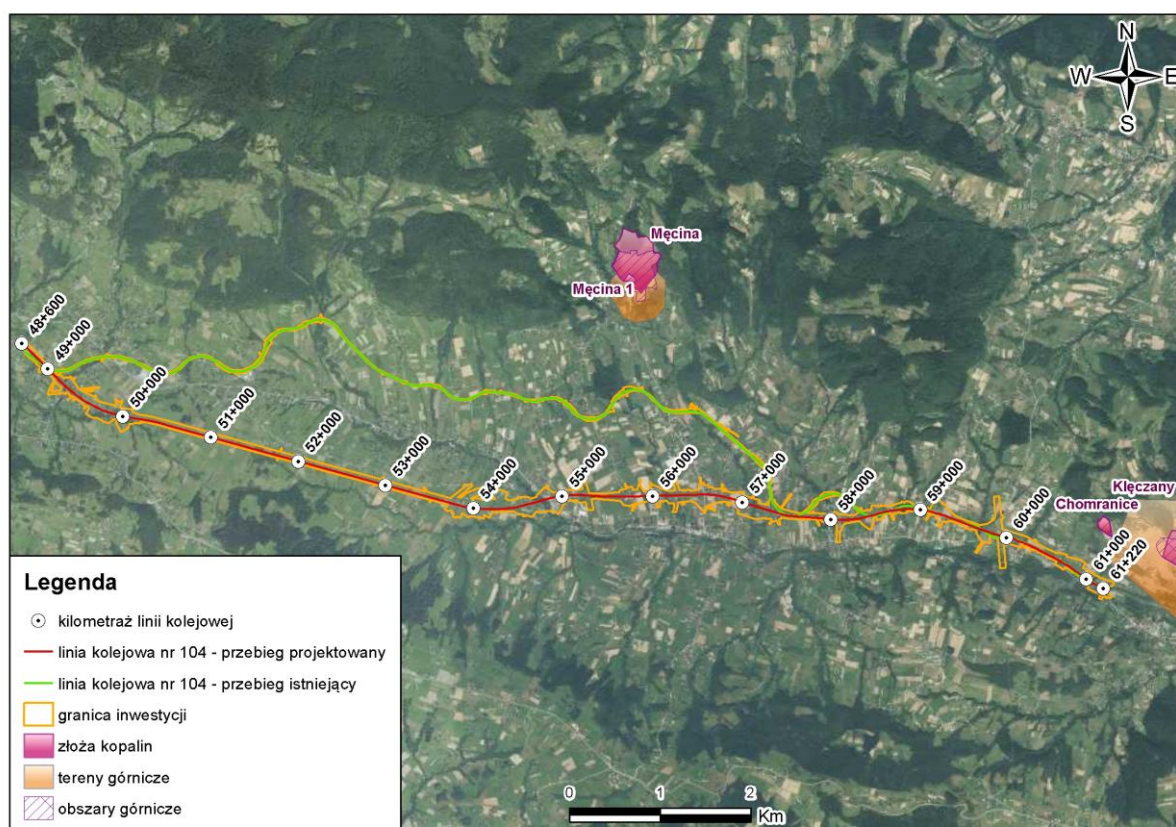 N
W
E
S
Męcina
Męcina 1
48+600
49+000
50+000
51+000
52+000
53+000
54+000
55+000
56+000
57+000
58+000
59+000
60+000
61+000
61+220
Klęczany
Chomranice
Legenda
kilometraż linii kolejowej
linia kolejowa nr 104 - przebieg projektowany
linia kolejowa nr 104 - przebieg istniejący
granica inwestycji
złoża kopalin
tereny górnicze
obszary górnicze
0 1 2
Km